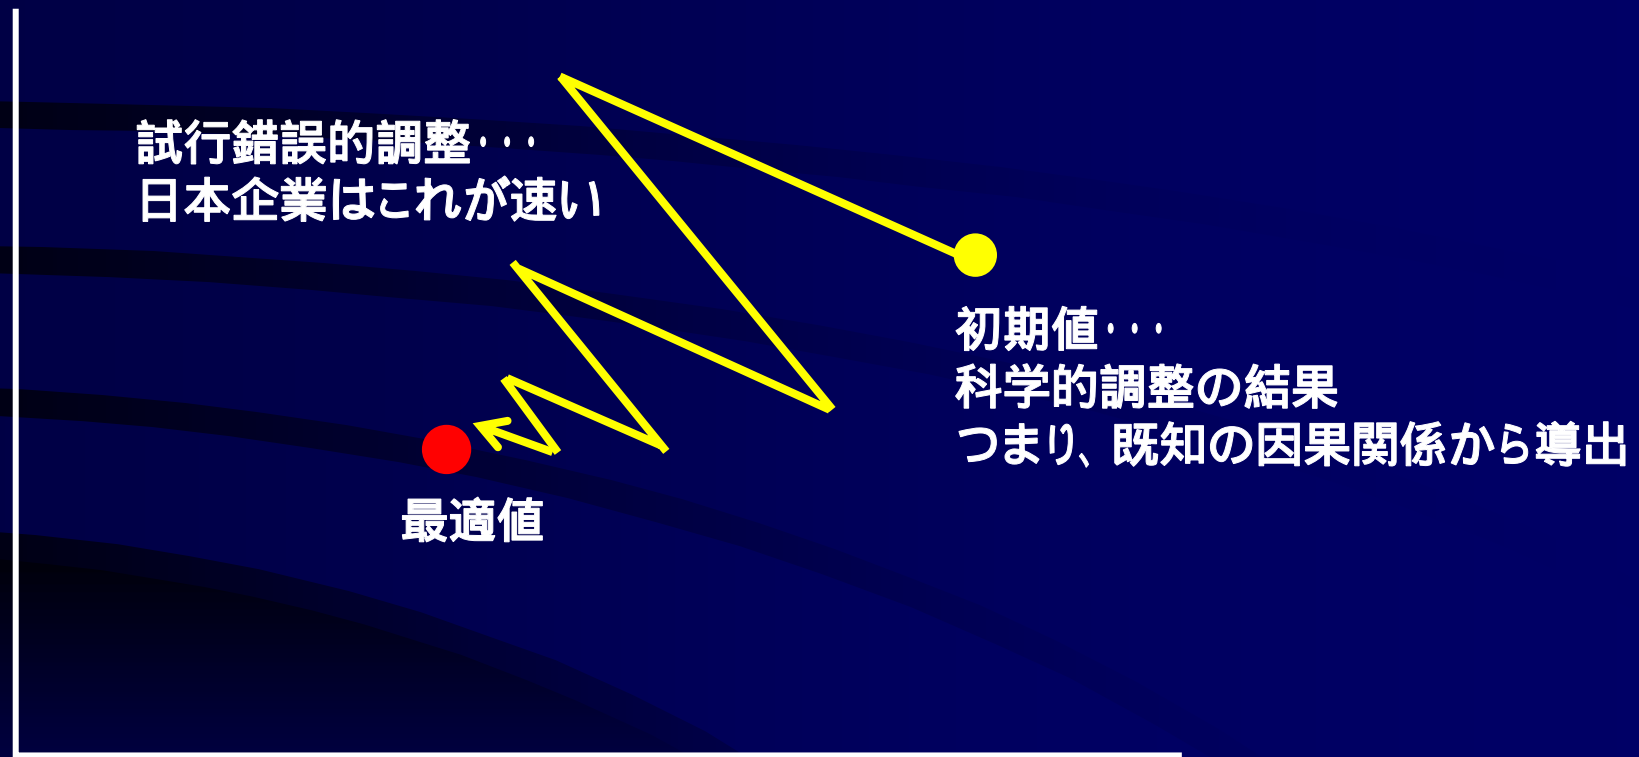 試行錯誤的調整･･･
日本企業はこれが速い
初期値･･･
科学的調整の結果
つまり、既知の因果関係から導出
最適値